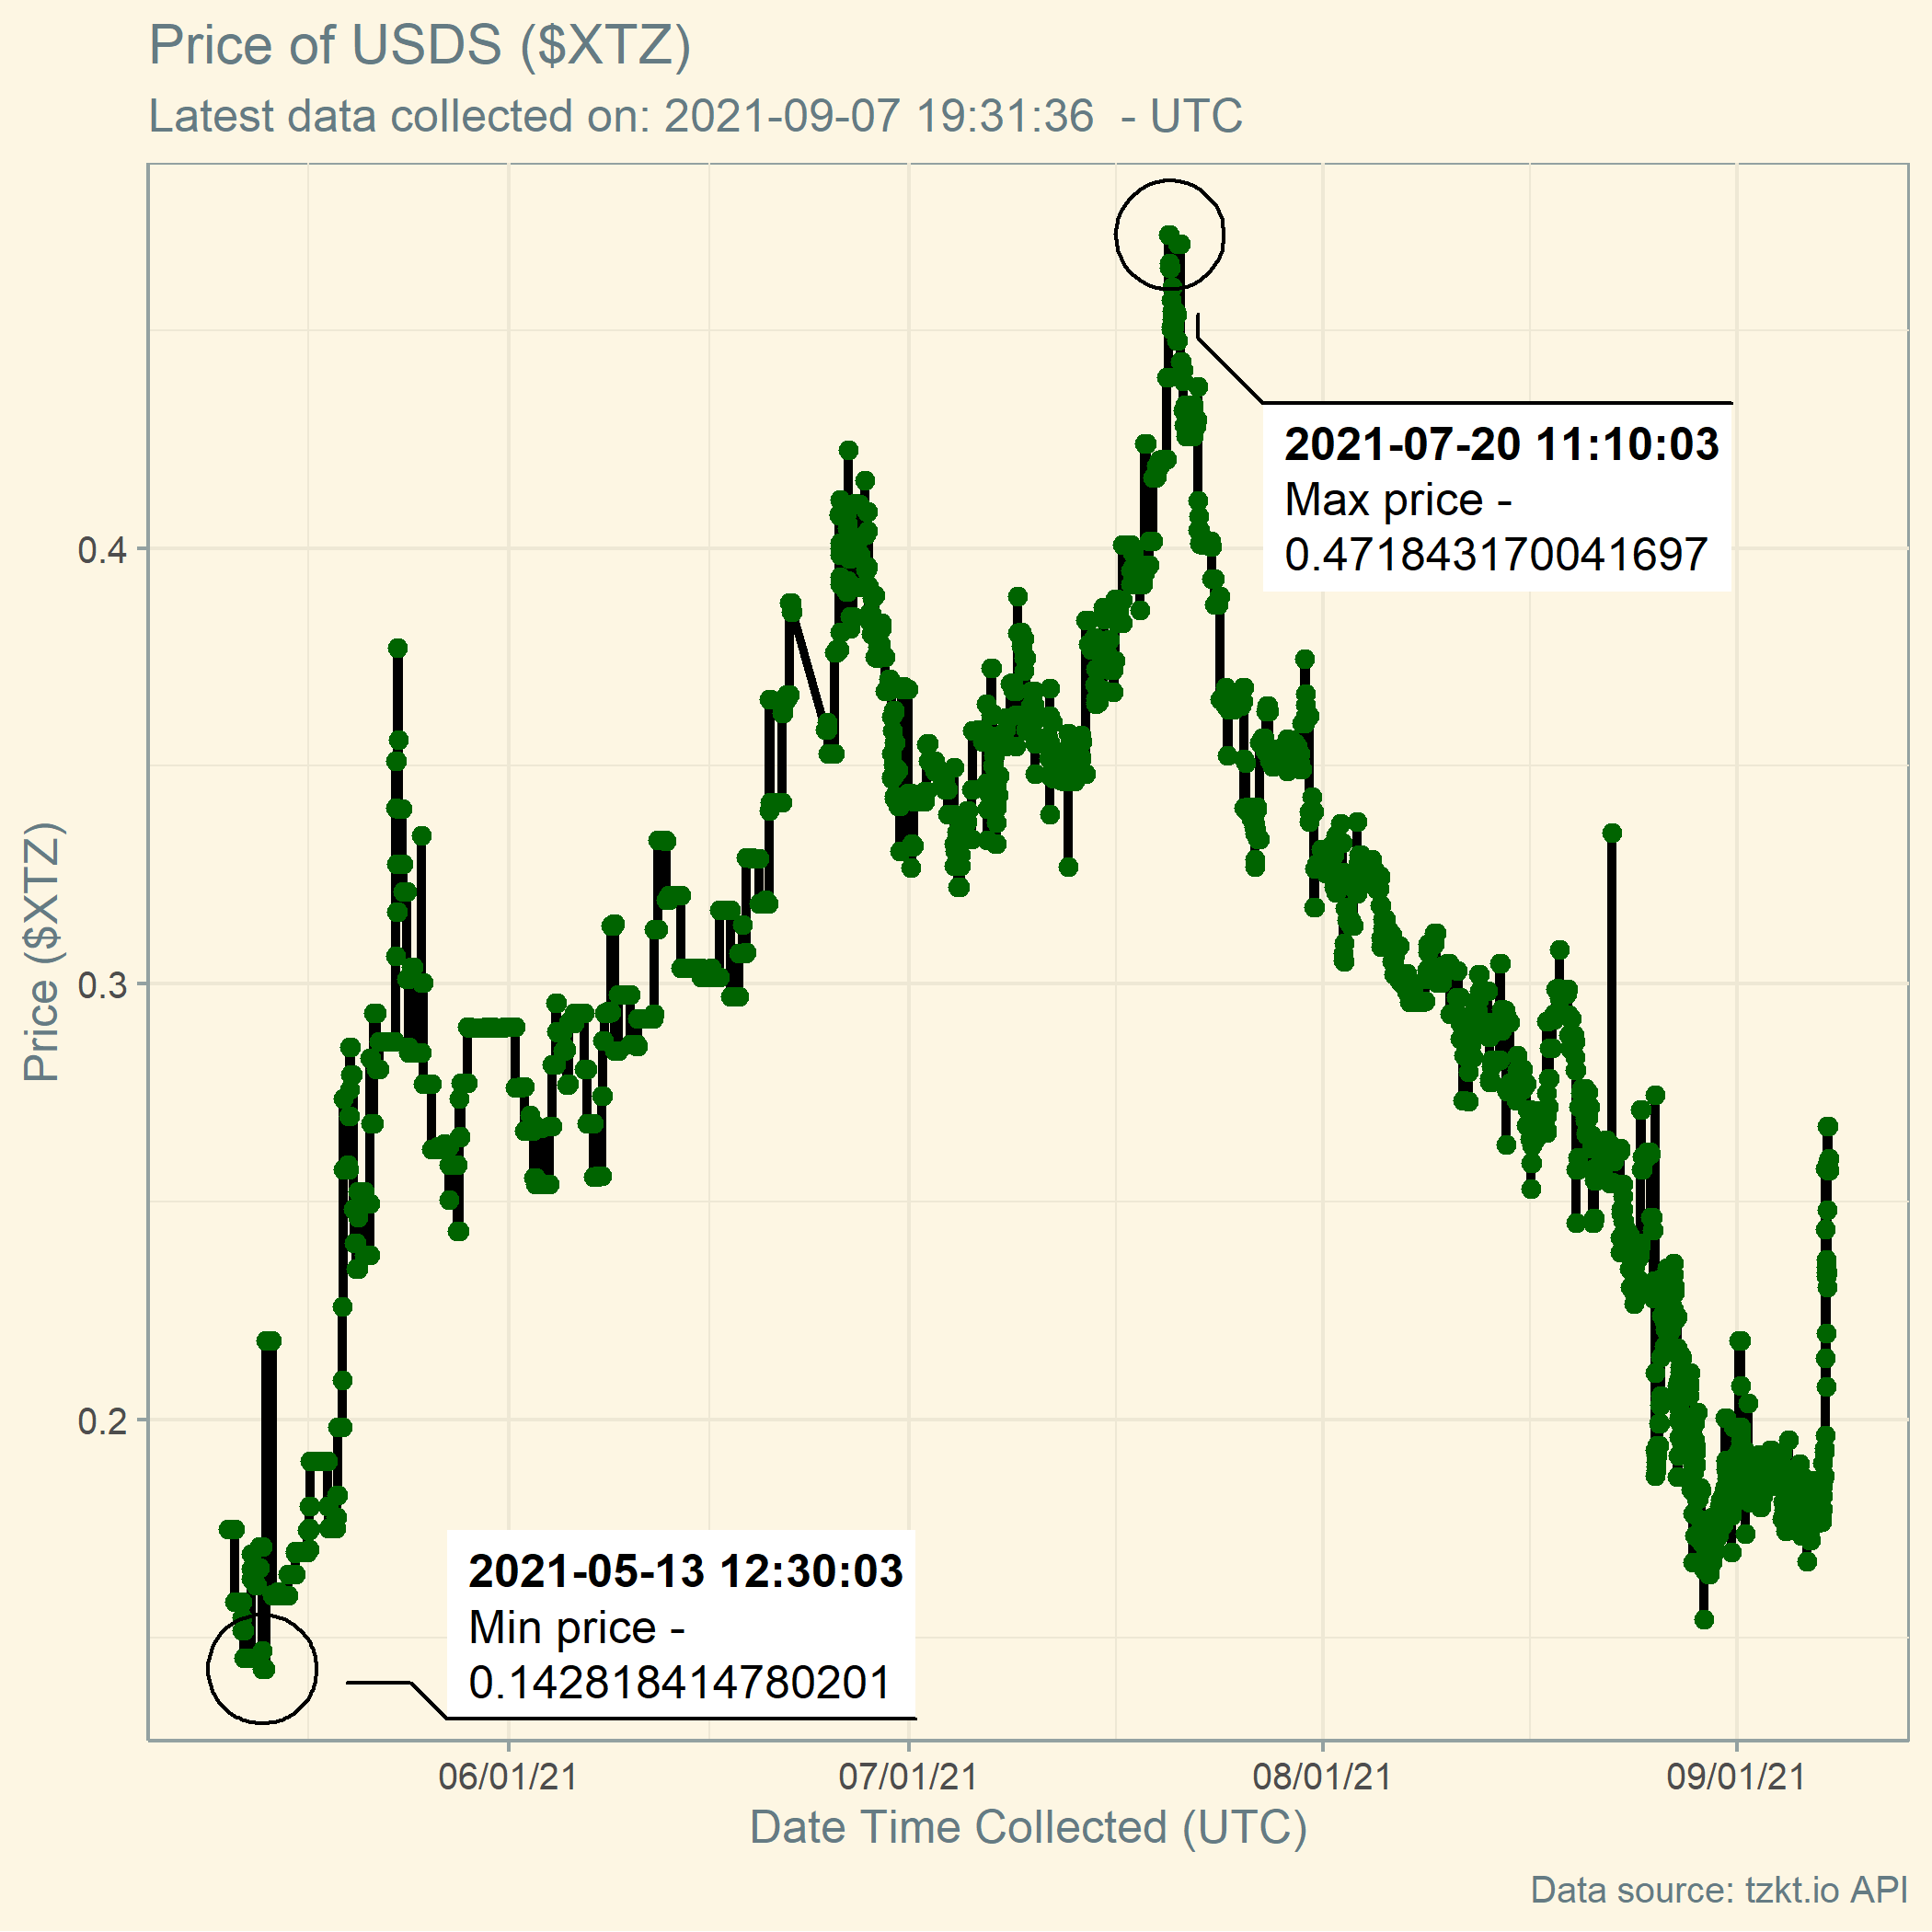 Price of USDS ($XTZ)
Latest data collected on: 2021-09-07 19:31:36  - UTC
2021-07-20 11:10:03
Max price -
0.471843170041697
0.4
0.3
0.2
Price ($XTZ)
2021-05-13 12:30:03
Min price -
0.142818414780201
06/01/21
07/01/21
08/01/21
09/01/21
Date Time Collected (UTC)
Data source: tzkt.io API